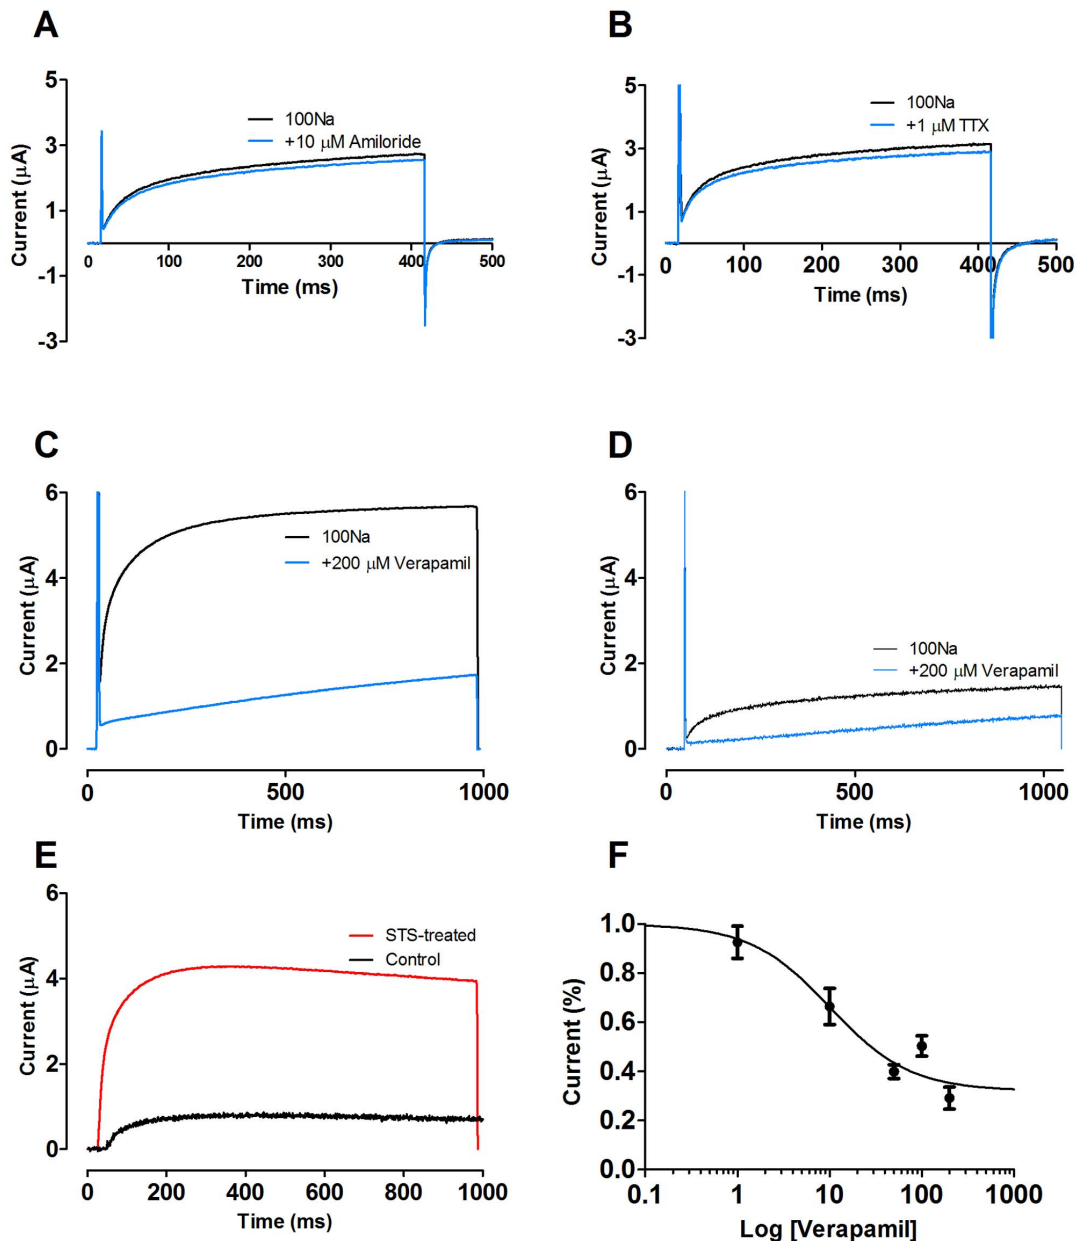 A
5
3
1
-1
-3
Current (μA)
100Na
+10 μM Amiloride
0 100 200 300 400 500
Time (ms)
B
5
3
1
-1
-3
Current (μA)
100Na
+1 μM TTX
0 100 200 300 400 500
Time (ms)
C
6
4
2
0
Current (μA)
100Na
+200 μM Verapamil
0 500 1000
Time (ms)
D
6
4
2
0
Current (μA)
100Na
+200 μM Verapamil
0 500 1000
Time (ms)
E
6
4
2
0
Current (μA)
STS-treated
Control
0 200 400 600 800 1000
Time (ms)
F
1.0
0.8
0.6
0.4
0.2
0.0
Current (%)
0.1 1 10 100 1000
Log [Verapamil]